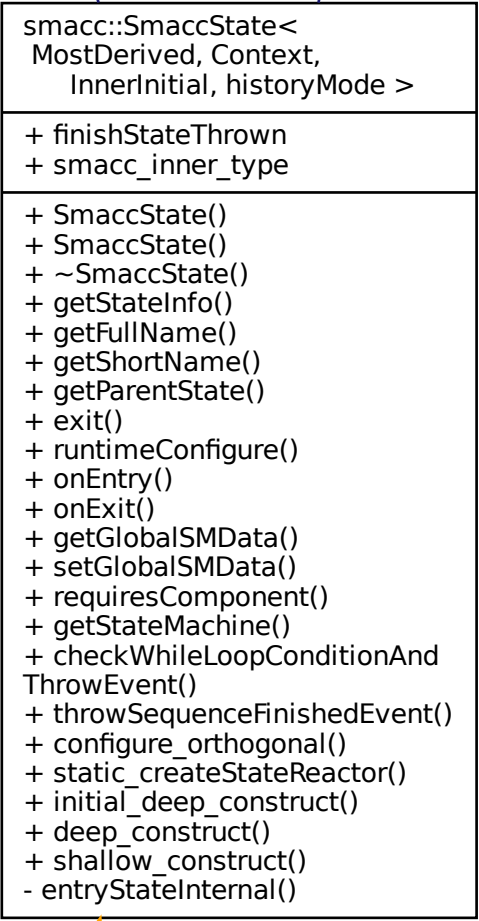 smacc::SmaccState<
MostDerived, Context,
InnerInitial, historyMode >
+ finishStateThrown
+ smacc_inner_type
+ SmaccState()
+ SmaccState()
+ ~SmaccState()
+ getStateInfo()
+ getFullName()
+ getShortName()
+ getParentState()
+ exit()
+ runtimeConfigure()
+ onEntry()
+ onExit()
+ getGlobalSMData()
+ setGlobalSMData()
+ requiresComponent()
+ getStateMachine()
+ checkWhileLoopConditionAnd
ThrowEvent()
+ throwSequenceFinishedEvent()
+ configure_orthogonal()
+ static_createStateReactor()
+ initial_deep_construct()
+ deep_construct()
+ shallow_construct()
- entryStateInternal()